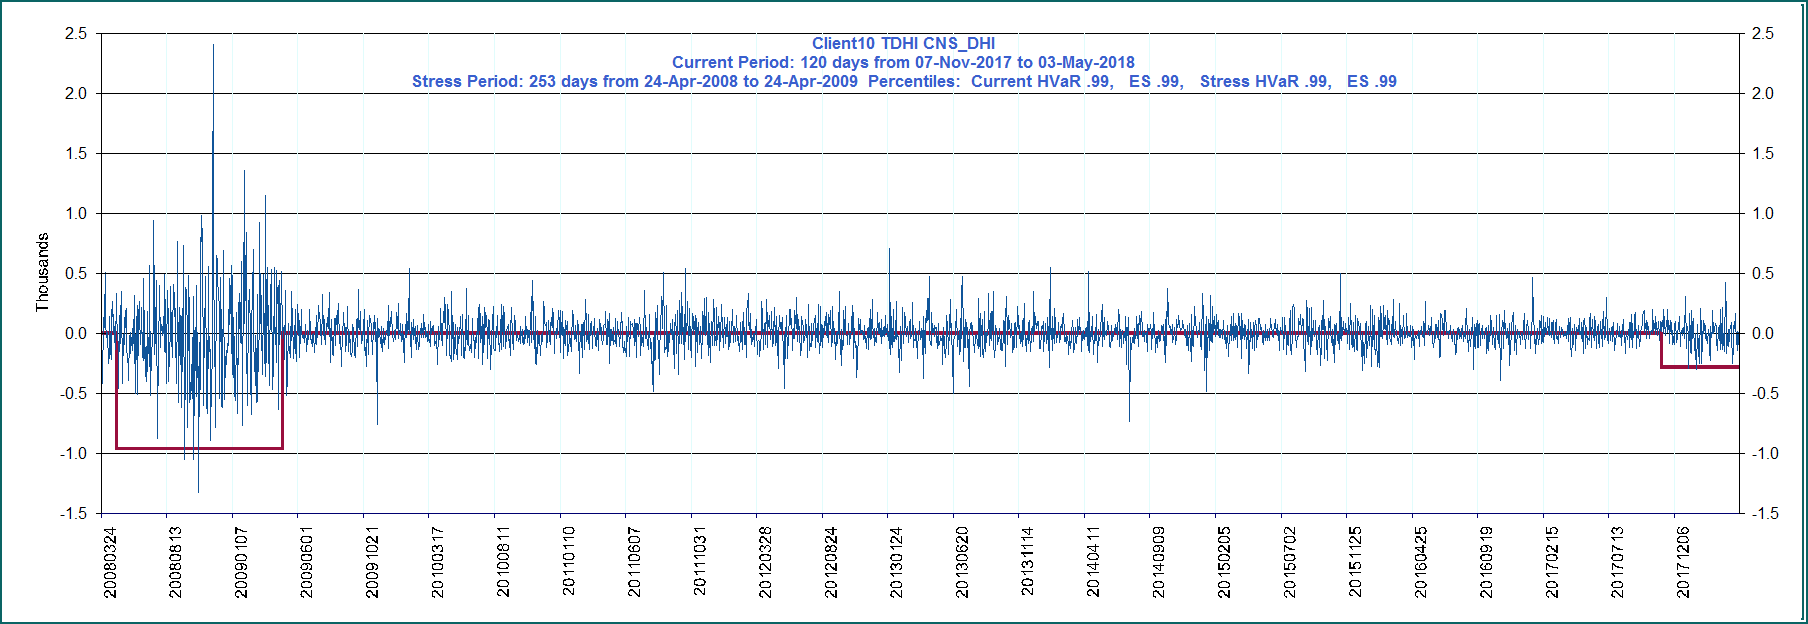 Client10 TDHI CNS_DHI
Current Period: 120 days from 07-Nov-2017 to 03-May-2018
Stress Period: 253 days from 24-Apr-2008 to 24-Apr-2009  Percentiles:  Current HVaR .99,   ES .99,   Stress HVaR .99,   ES .99
2.5 2.5
2.0 2.0
1.5 1.5
1.0 1.0
0.5 0.5
0.0 0.0
-0.5 -0.5
-1.0 -1.0
-1.5 -1.5
Thousands
20080324 20080813 20090107 20090601 20091021 20100317 20100811 20110110 20110607 20111031 20120328 20120824 20130124 20130620 20131114 20140411 20140909 20150205 20150702 20151125 20160425 20160919 20170215 20170713 20171206